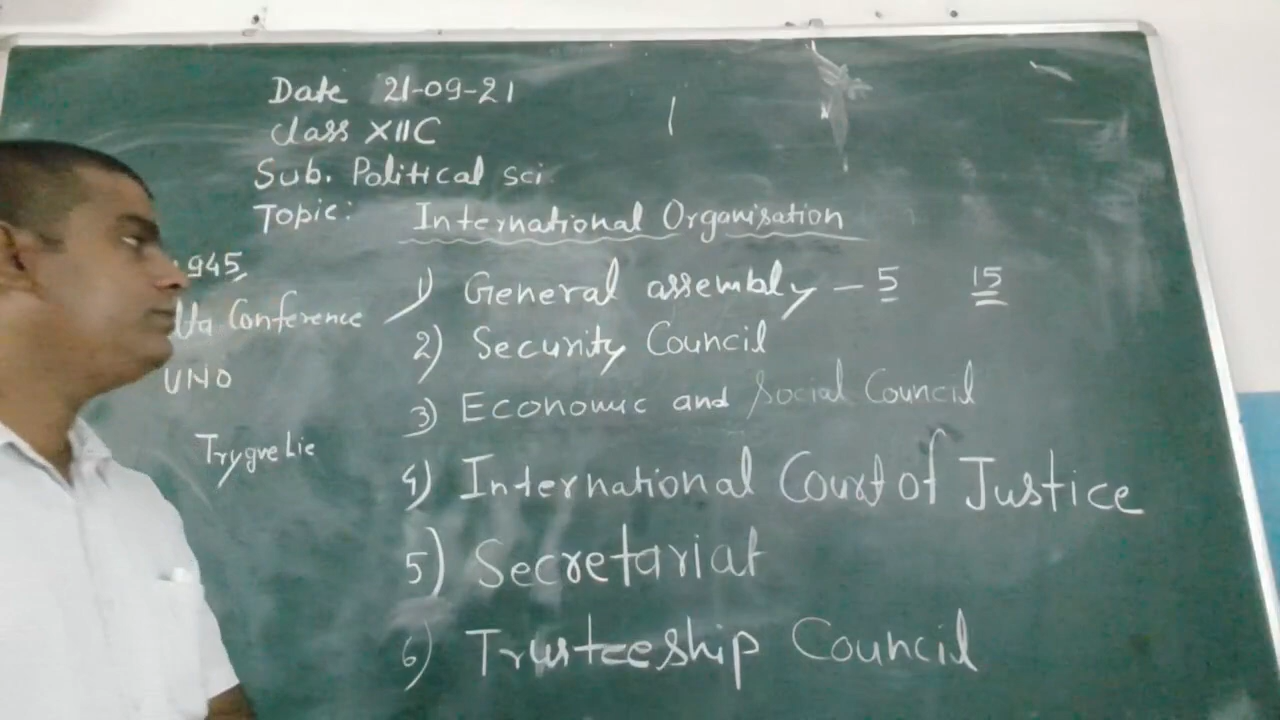 Date 21-09-21
Class XIIC
Sub. Political sci.
Topic: International Organisation
945,
Conference
UNO
Trygve Lie
1) General assembly – 5 15
2) Security Council
3) Economic and Social Council
4) International Court of Justice
5) Secretariat
6) Trusteeship Council